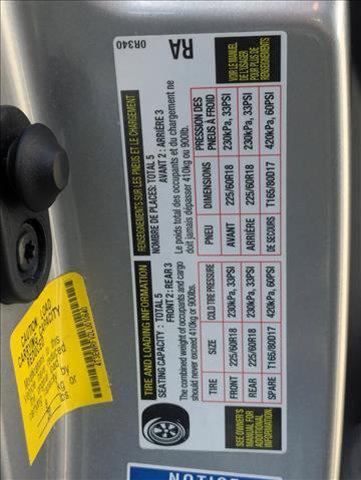 TIRE AND LOADING INFORMATION
SEATING CAPACITY : TOTAL 5
FRONT 2 : REAR 3
The combined weight of occupants and cargo
should never exceed 410kg or 900lb.
TIRE SIZE COLD TIRE PRESSURE
FRONT 225/60R18 230kPa, 33PSI
REAR 225/60R18 230kPa, 33PSI
SPARE T165/80D17 420kPa, 60PSI
SEE OWNER'S
MANUAL FOR
ADDITIONAL
INFORMATION
RENSEIGNEMENTS SUR LES PNEUS ET LE CHARGEMENT
NOMBRE DE PLACES: TOTAL 5
AVANT 2 : ARRIÈRE 3
Le poids total des occupants et du chargement ne
doit jamais dépasser 410kg ou 900lb.
PNEU DIMENSIONS PRESSION DES
PNEUS À FROID
AVANT 225/60R18 230kPa, 33PSI
ARRIÈRE 225/60R18 230kPa, 33PSI
DE SECOURS T165/80D17 420kPa, 60PSI
VOIR LE MANUEL
DE L'USAGER
POUR PLUS DE
RENSEIGNEMENTS
0R340
RA
CAUTION: LOAD
CARRYING CAPACITY
NOTICE